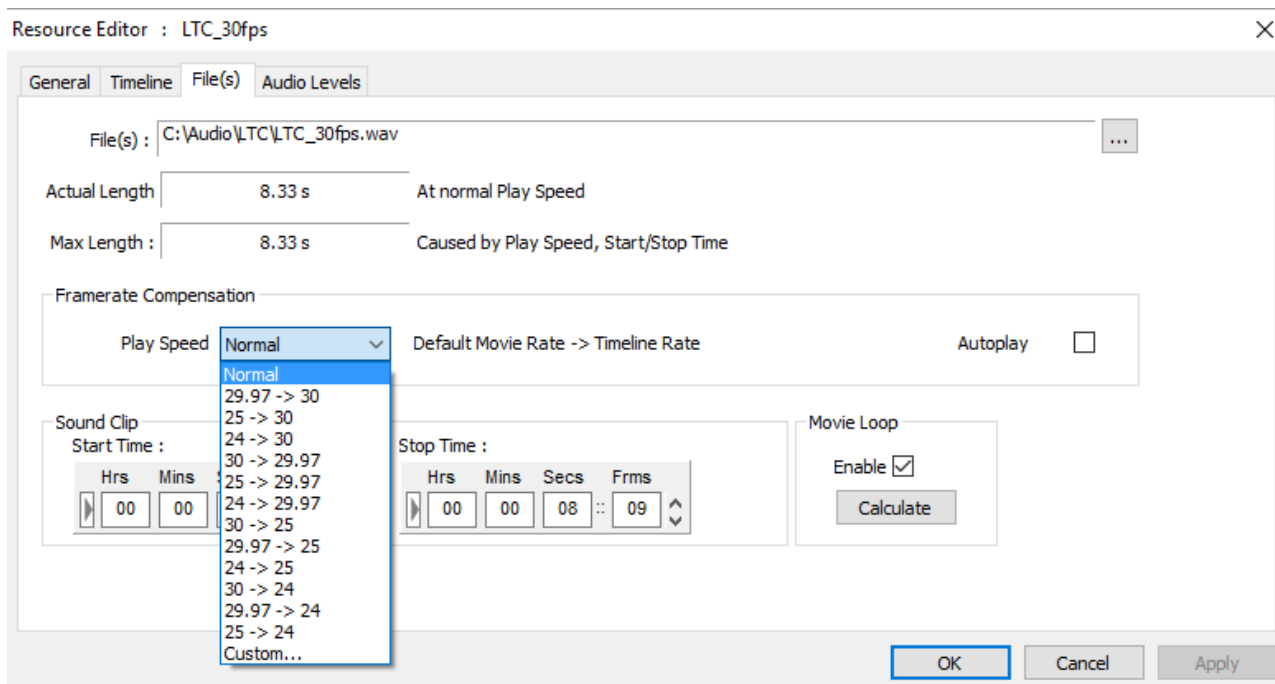 Resource Editor : LTC_30fps
General Timeline File(s) Audio Levels
File(s) : C:\Audio\LTC\LTC_30fps.wav ...
Actual Length 8.33 s At normal Play Speed
Max Length : 8.33 s Caused by Play Speed, Start/Stop Time
Framerate Compensation
Play Speed Normal Default Movie Rate -> Timeline Rate Autoplay
Normal
29.97 -> 30
25 -> 30
24 -> 30
30 -> 29.97
25 -> 29.97
24 -> 29.97
30 -> 25
29.97 -> 25
24 -> 25
30 -> 24
29.97 -> 24
25 -> 24
Custom...
Sound Clip
Start Time :
Hrs Mins
00 00
Stop Time :
Hrs Mins Secs Frms
00 00 08 :: 09
Movie Loop
Enable
Calculate
OK Cancel Apply